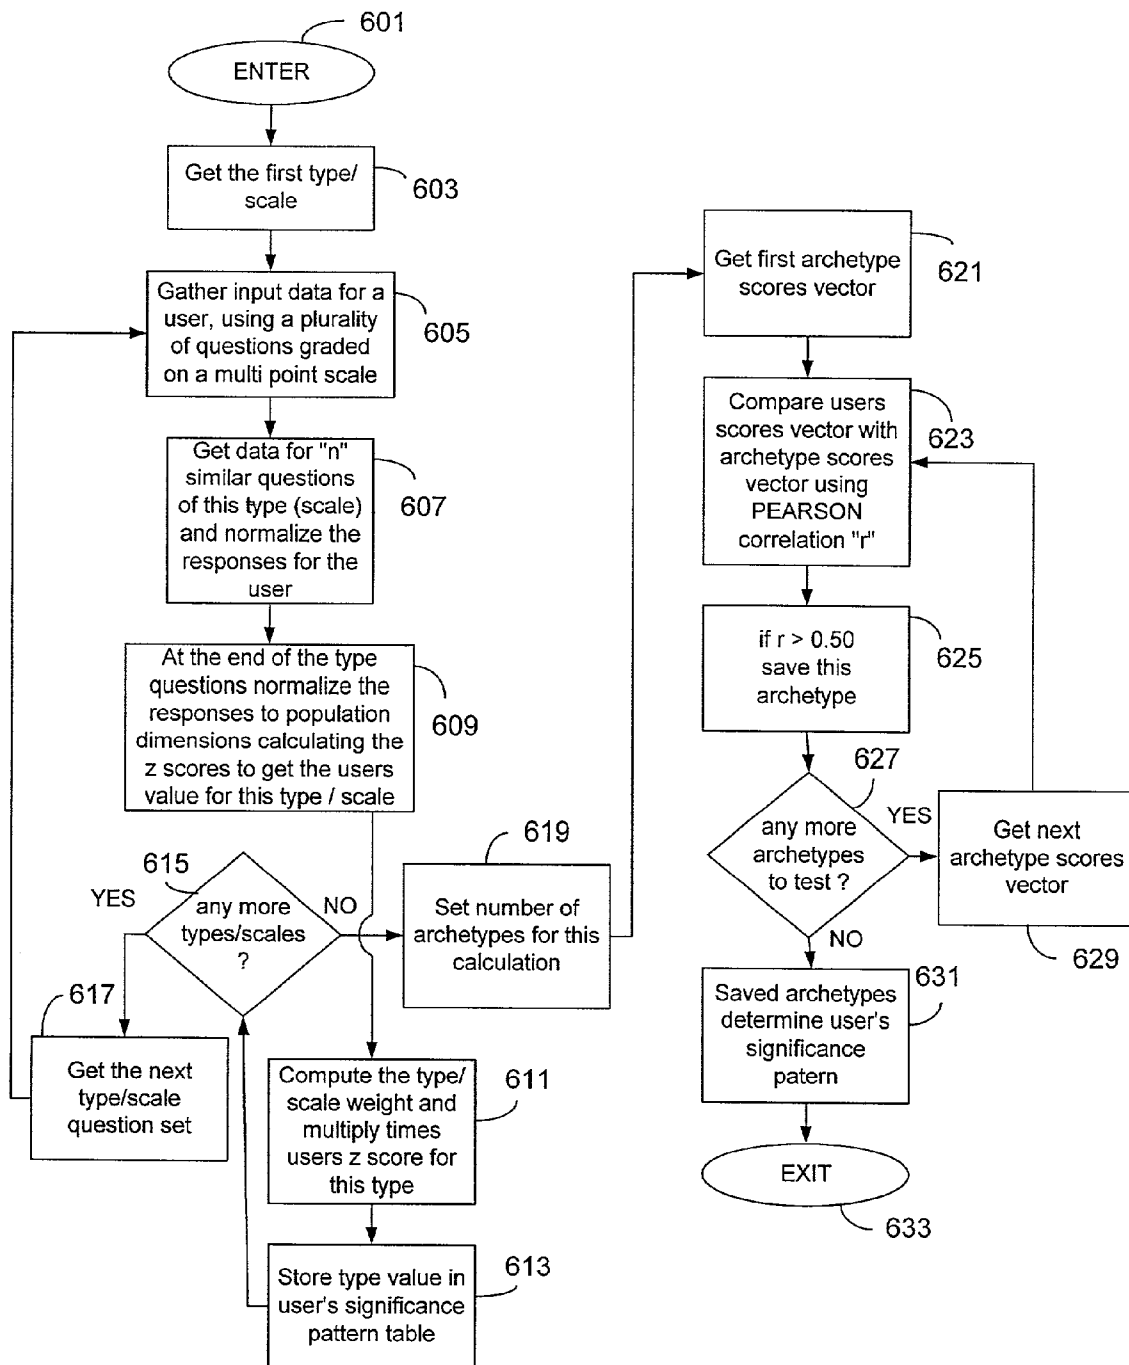 601
ENTER
Get the first type/
scale
603
Gather input data for a
user, using a plurality
of questions graded
on a multi point scale
605
Get data for "n"
similar questions
of this type (scale)
and normalize the
responses for the
user
607
At the end of the type
questions normalize the
responses to population
dimensions calculating the
z scores to get the users
value for this type / scale
609
615
YES
NO
any more
types/scales
?
617
Get the next
type/scale
question set
Compute the type/
scale weight and
multiply times
users z score for
this type
611
Store type value in
user's significance
pattern table
613
619
Set number of
archetypes for this
calculation
Get first archetype
scores vector
621
Compare users
scores vector with
archetype scores
vector using
PEARSON
correlation "r"
623
if r > 0.50
save this
archetype
625
627
any more
archetypes
to test ?
YES
NO
Get next
archetype scores
vector
629
Saved archetypes
determine user's
significance
patern
631
EXIT
633